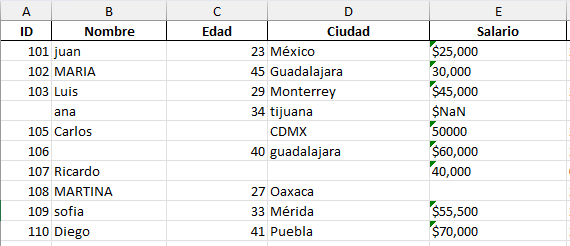 A B C D E
ID Nombre Edad Ciudad Salario
101 juan 23 México $25,000
102 MARIA 45 Guadalajara 30,000
103 Luis 29 Monterrey $45,000
ana 34 tijuana $NaN
105 Carlos CDMX 50000
106 40 guadalajara $60,000
107 Ricardo 40,000
108 MARTINA 27 Oaxaca
109 sofia 33 Mérida $55,500
110 Diego 41 Puebla $70,000